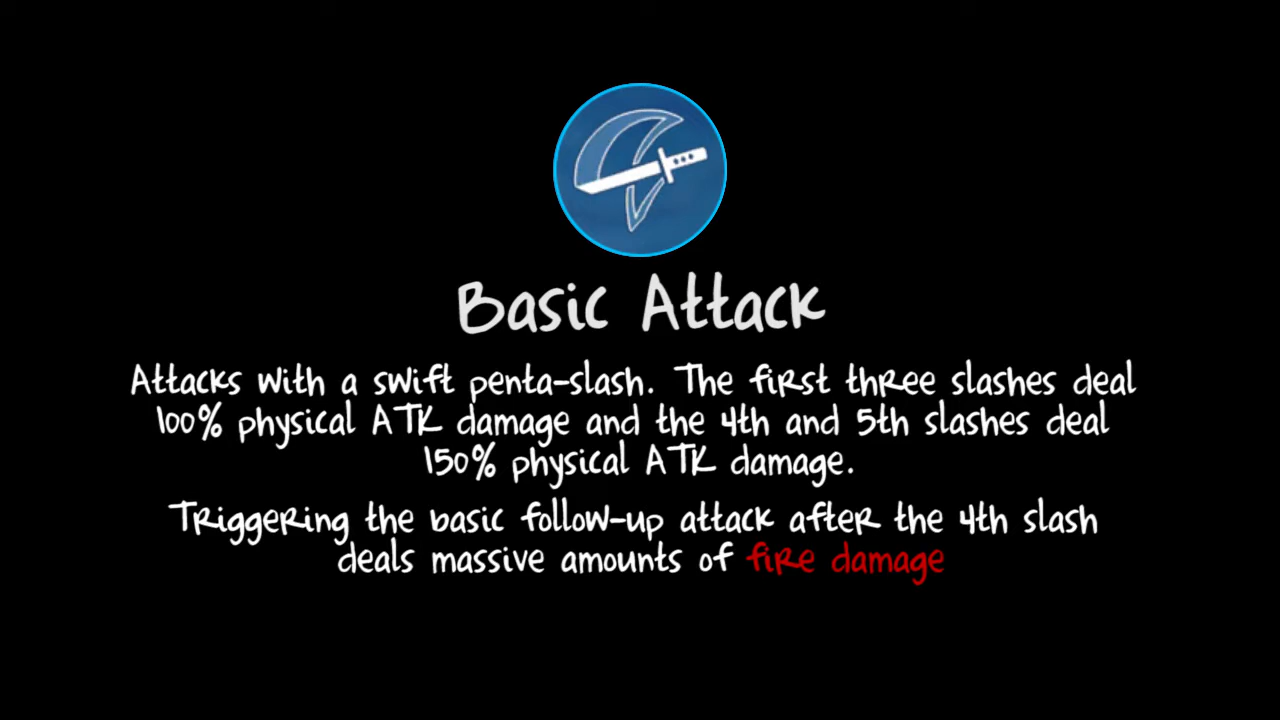 Basic Attack
Attacks with a swift penta-slash. The first three slashes deal
100% physical ATK damage and the 4th and 5th slashes deal
150% physical ATK damage.
Triggering the basic follow-up attack after the 4th slash
deals massive amounts of fire damage